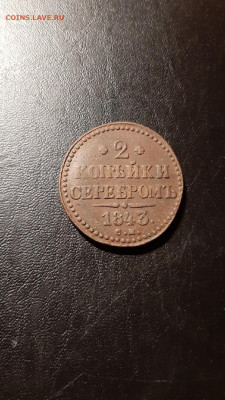 COINS.LAVE.RU
2
КОПѢЙКИ
СЕРЕБРОМЪ
1843.
С.М.